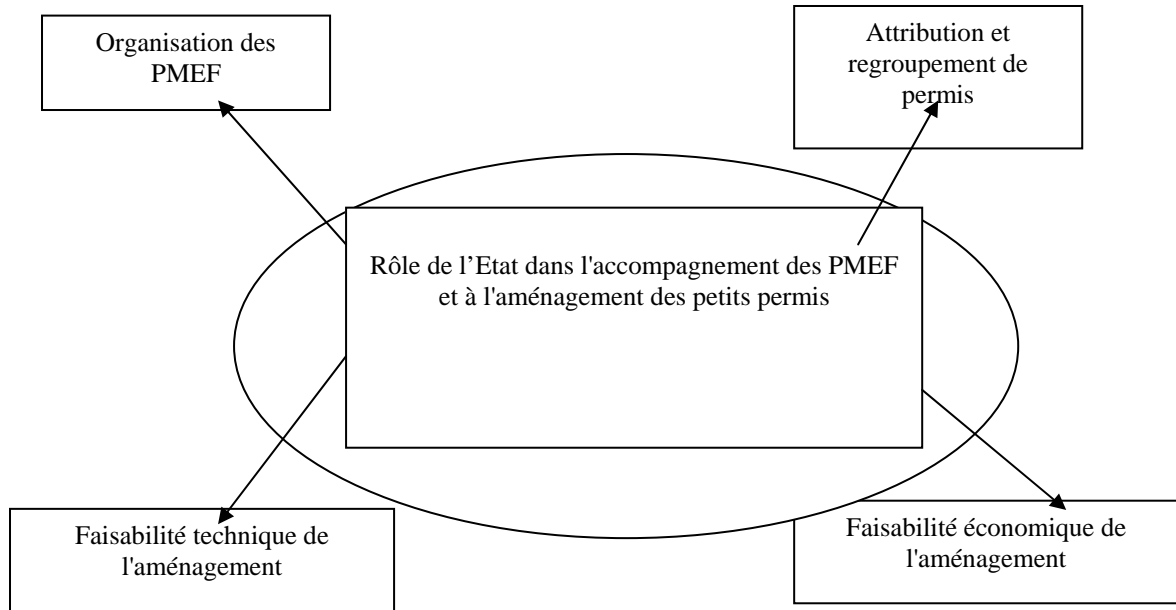 Organisation des
PMEF
Attribution et
regroupement de
permis
Rôle de l’Etat dans l'accompagnement des PMEF
et à l'aménagement des petits permis
Faisabilité technique de
l'aménagement
Faisabilité économique de
l'aménagement